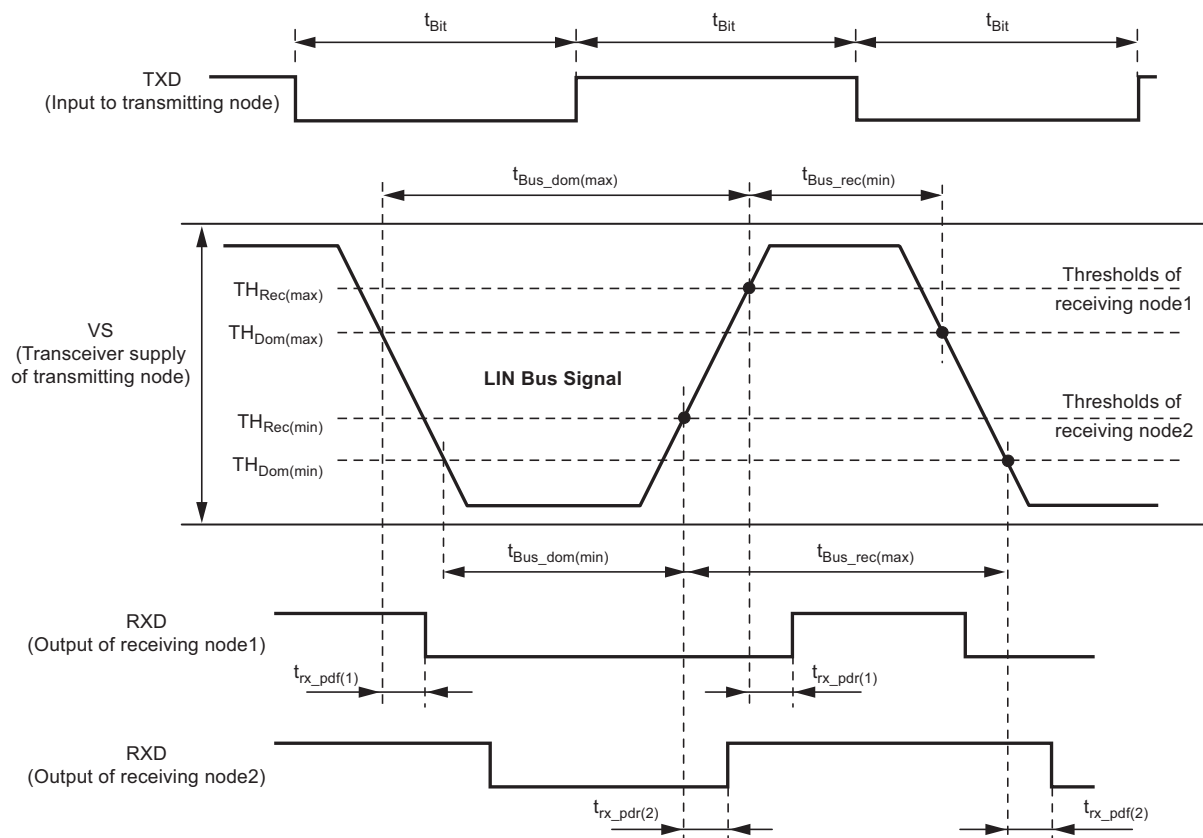 tBit tBit tBit
TXD
(Input to transmitting node)
tBus_dom(max) tBus_rec(min)
THRec(max)
Thresholds of
receiving node1
THDom(max)
VS
(Transceiver supply
of transmitting node)
LIN Bus Signal
THRec(min)
Thresholds of
receiving node2
THDom(min)
tBus_dom(min) tBus_rec(max)
RXD
(Output of receiving node1)
trx_pdf(1) trx_pdr(1)
RXD
(Output of receiving node2)
trx_pdr(2) trx_pdf(2)